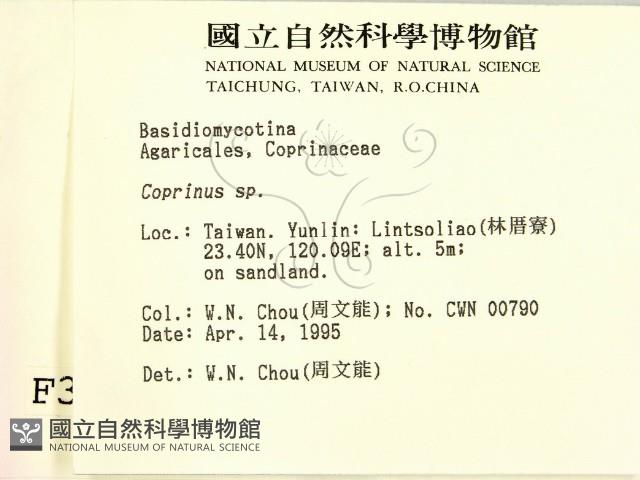 國立自然科學博物館
NATIONAL MUSEUM OF NATURAL SCIENCE
TAICHUNG, TAIWAN, R.O.CHINA
Basidiomycotina
Agaricales, Coprinaceae
Coprinus sp.
Loc.: Taiwan. Yunlin: Lintsoliao(林厝寮)
23.40N, 120.09E; alt. 5m;
on sandland.
Col.: W.N. Chou(周文能); No. CWN 00790
Date: Apr. 14, 1995
Det.: W.N. Chou(周文能)
F3
國立自然科學博物館
NATIONAL MUSEUM OF NATURAL SCIENCE